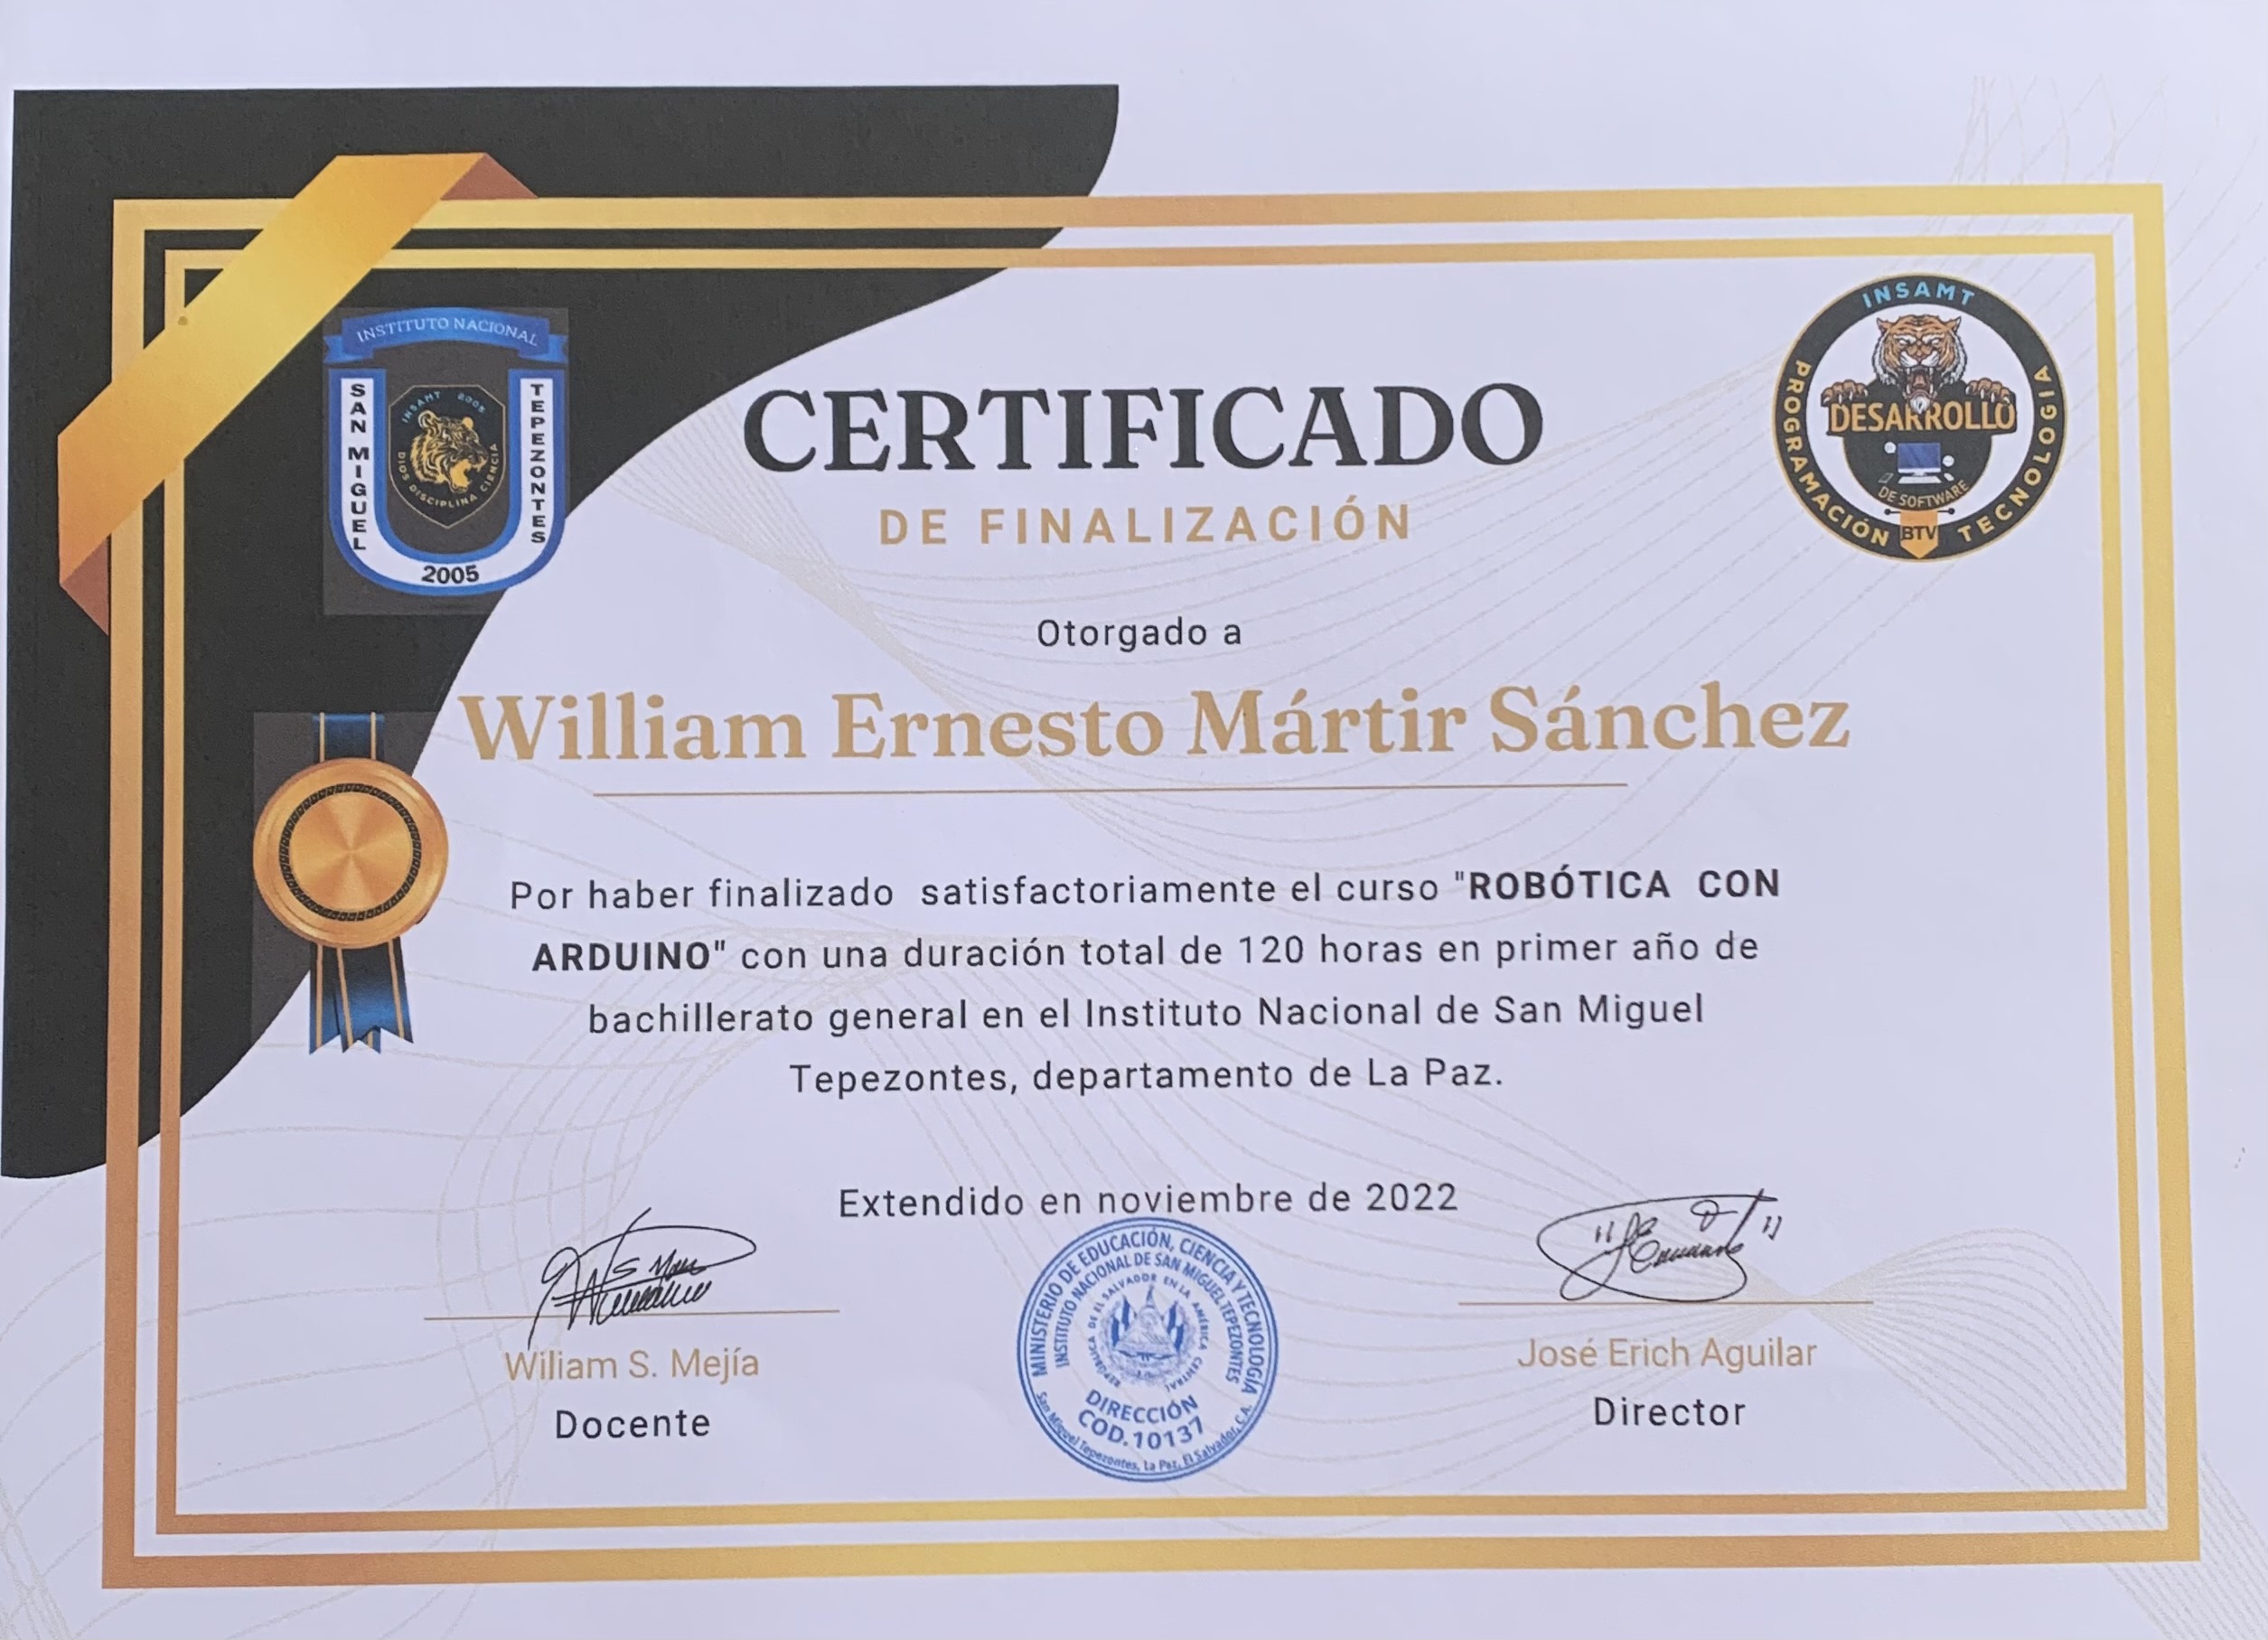 INSTITUTO NACIONAL
SAN MIGUEL
TEPEZONTES
INSAMT 2005
DIOS DISCIPLINA CIENCIA
2005
INSAMT
PROGRAMACIÓN
TECNOLOGIA
DESARROLLO
DE SOFTWARE
BTV
CERTIFICADO
DE FINALIZACIÓN
Otorgado a
William Ernesto Mártir Sánchez
Por haber finalizado satisfactoriamente el curso "ROBÓTICA CON
ARDUINO" con una duración total de 120 horas en primer año de
bachillerato general en el Instituto Nacional de San Miguel
Tepezontes, departamento de La Paz.
Extendido en noviembre de 2022
Wiliam S. Mejía
Docente
MINISTERIO DE EDUCACIÓN, CIENCIA Y TECNOLOGÍA
INSTITUTO NACIONAL DE SAN MIGUEL TEPEZONTES
REPÚBLICA DE EL SALVADOR EN LA AMÉRICA CENTRAL
DIRECCIÓN
COD.10137
San Miguel Tepezontes, La Paz, El Salvador, C.A.
José Erich Aguilar
Director